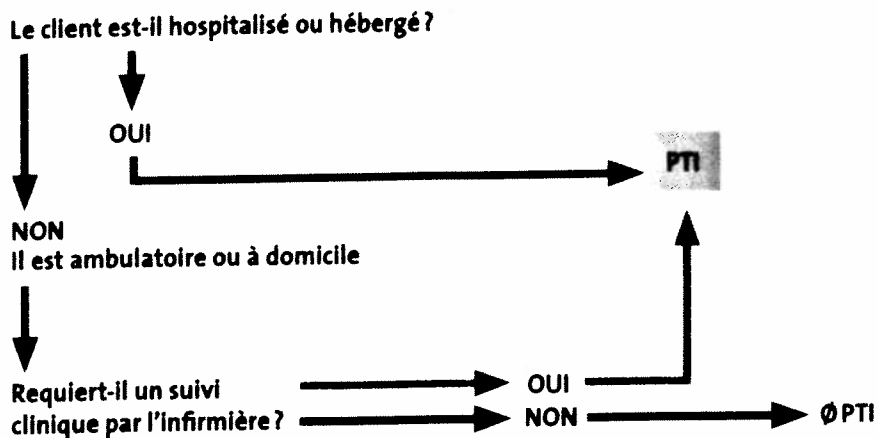 Le client est-il hospitalisé ou hébergé ?
OUI
PTI
NON
Il est ambulatoire ou à domicile
Requiert-il un suivi
clinique par l'infirmière ?
OUI
NON
Ø PTI